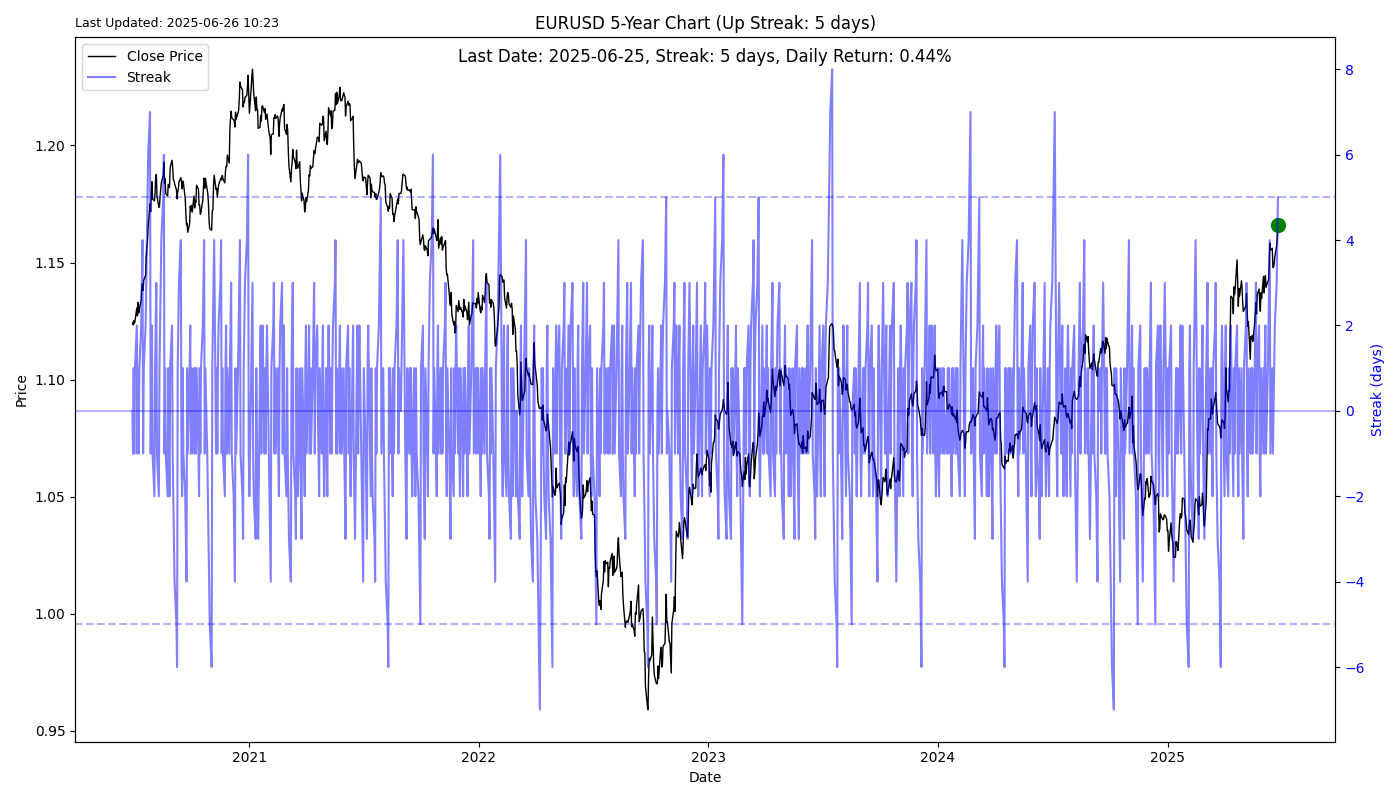 Last Updated: 2025-06-26 10:23
EURUSD 5-Year Chart (Up Streak: 5 days)
Last Date: 2025-06-25, Streak: 5 days, Daily Return: 0.44%
Close Price
Streak
1.20
1.15
1.10
1.05
1.00
0.95
Price
8
6
4
2
0
−2
−4
−6
Streak (days)
2021
2022
2023
2024
2025
Date